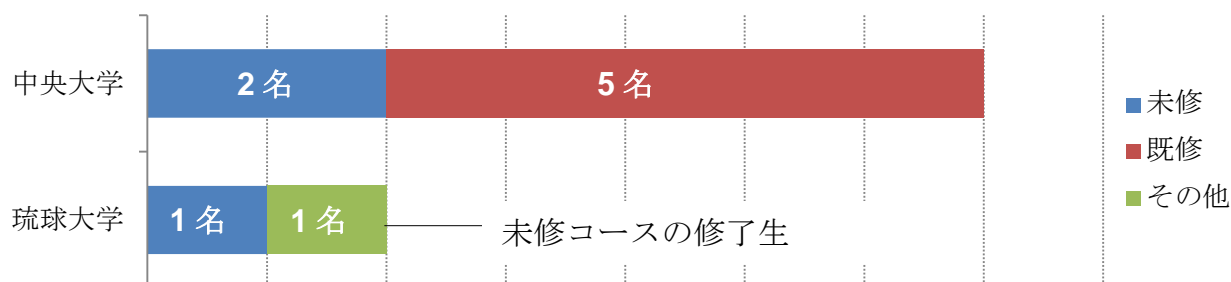 中央大学
2 名
5 名
琉球大学
1 名
1 名
未修コースの修了生
未修
既修
その他